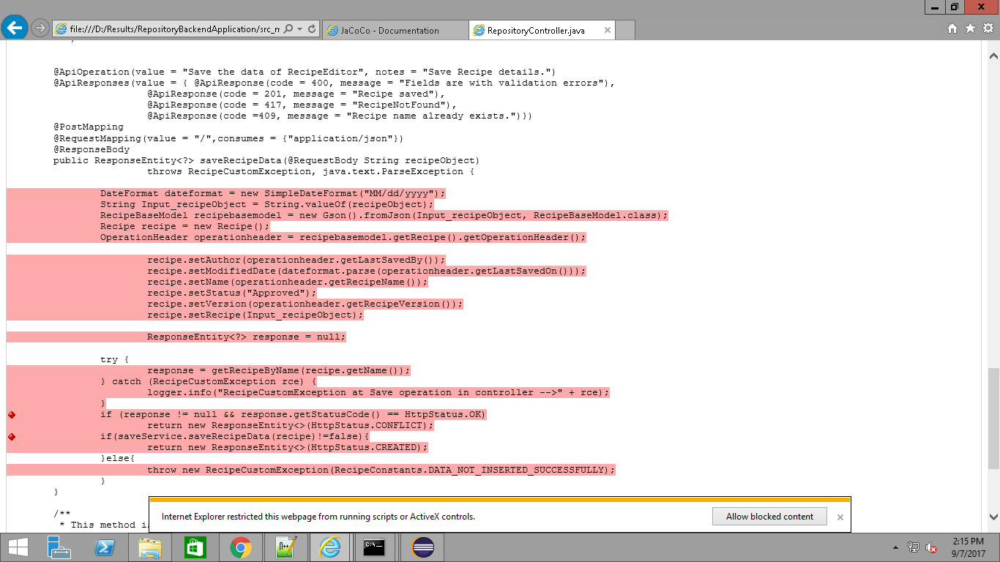 file:///D:/Results/RepositoryBackendApplication/src_m
JaCoCo - Documentation
RepositoryController.java
@ApiOperation(value = "Save the data of RecipeEditor", notes = "Save Recipe details.")
@ApiResponses(value = { @ApiResponse(code = 400, message = "Fields are with validation errors"),
@ApiResponse(code = 201, message = "Recipe saved"),
@ApiResponse(code = 417, message = "RecipeNotFound"),
@ApiResponse(code =409, message = "Recipe name already exists.")})
@PostMapping
@RequestMapping(value = "/",consumes = {"application/json"})
@ResponseBody
public ResponseEntity<?> saveRecipeData(@RequestBody String recipeObject)
throws RecipeCustomException, java.text.ParseException {
DateFormat dateformat = new SimpleDateFormat("MM/dd/yyyy");
String Input_recipeObject = String.valueOf(recipeObject);
RecipeBaseModel recipebasemodel = new Gson().fromJson(Input_recipeObject, RecipeBaseModel.class);
Recipe recipe = new Recipe();
OperationHeader operationheader = recipebasemodel.getRecipe().getOperationHeader();
recipe.setAuthor(operationheader.getLastSavedBy());
recipe.setModifiedDate(dateformat.parse(operationheader.getLastSavedOn()));
recipe.setName(operationheader.getRecipeName());
recipe.setStatus("Approved");
recipe.setVersion(operationheader.getRecipeVersion());
recipe.setRecipe(Input_recipeObject);
ResponseEntity<?> response = null;
try {
response = getRecipeByName(recipe.getName());
} catch (RecipeCustomException rce) {
logger.info("RecipeCustomException at Save operation in controller -->" + rce);
}
if (response != null && response.getStatusCode() == HttpStatus.OK)
return new ResponseEntity<>(HttpStatus.CONFLICT);
if(saveService.saveRecipeData(recipe)!=false){
return new ResponseEntity<>(HttpStatus.CREATED);
}else{
throw new RecipeCustomException(RecipeConstants.DATA_NOT_INSERTED_SUCCESSFULLY);
}
}
/**
* This method i
Internet Explorer restricted this webpage from running scripts or ActiveX controls.
Allow blocked content
2:15 PM
9/7/2017